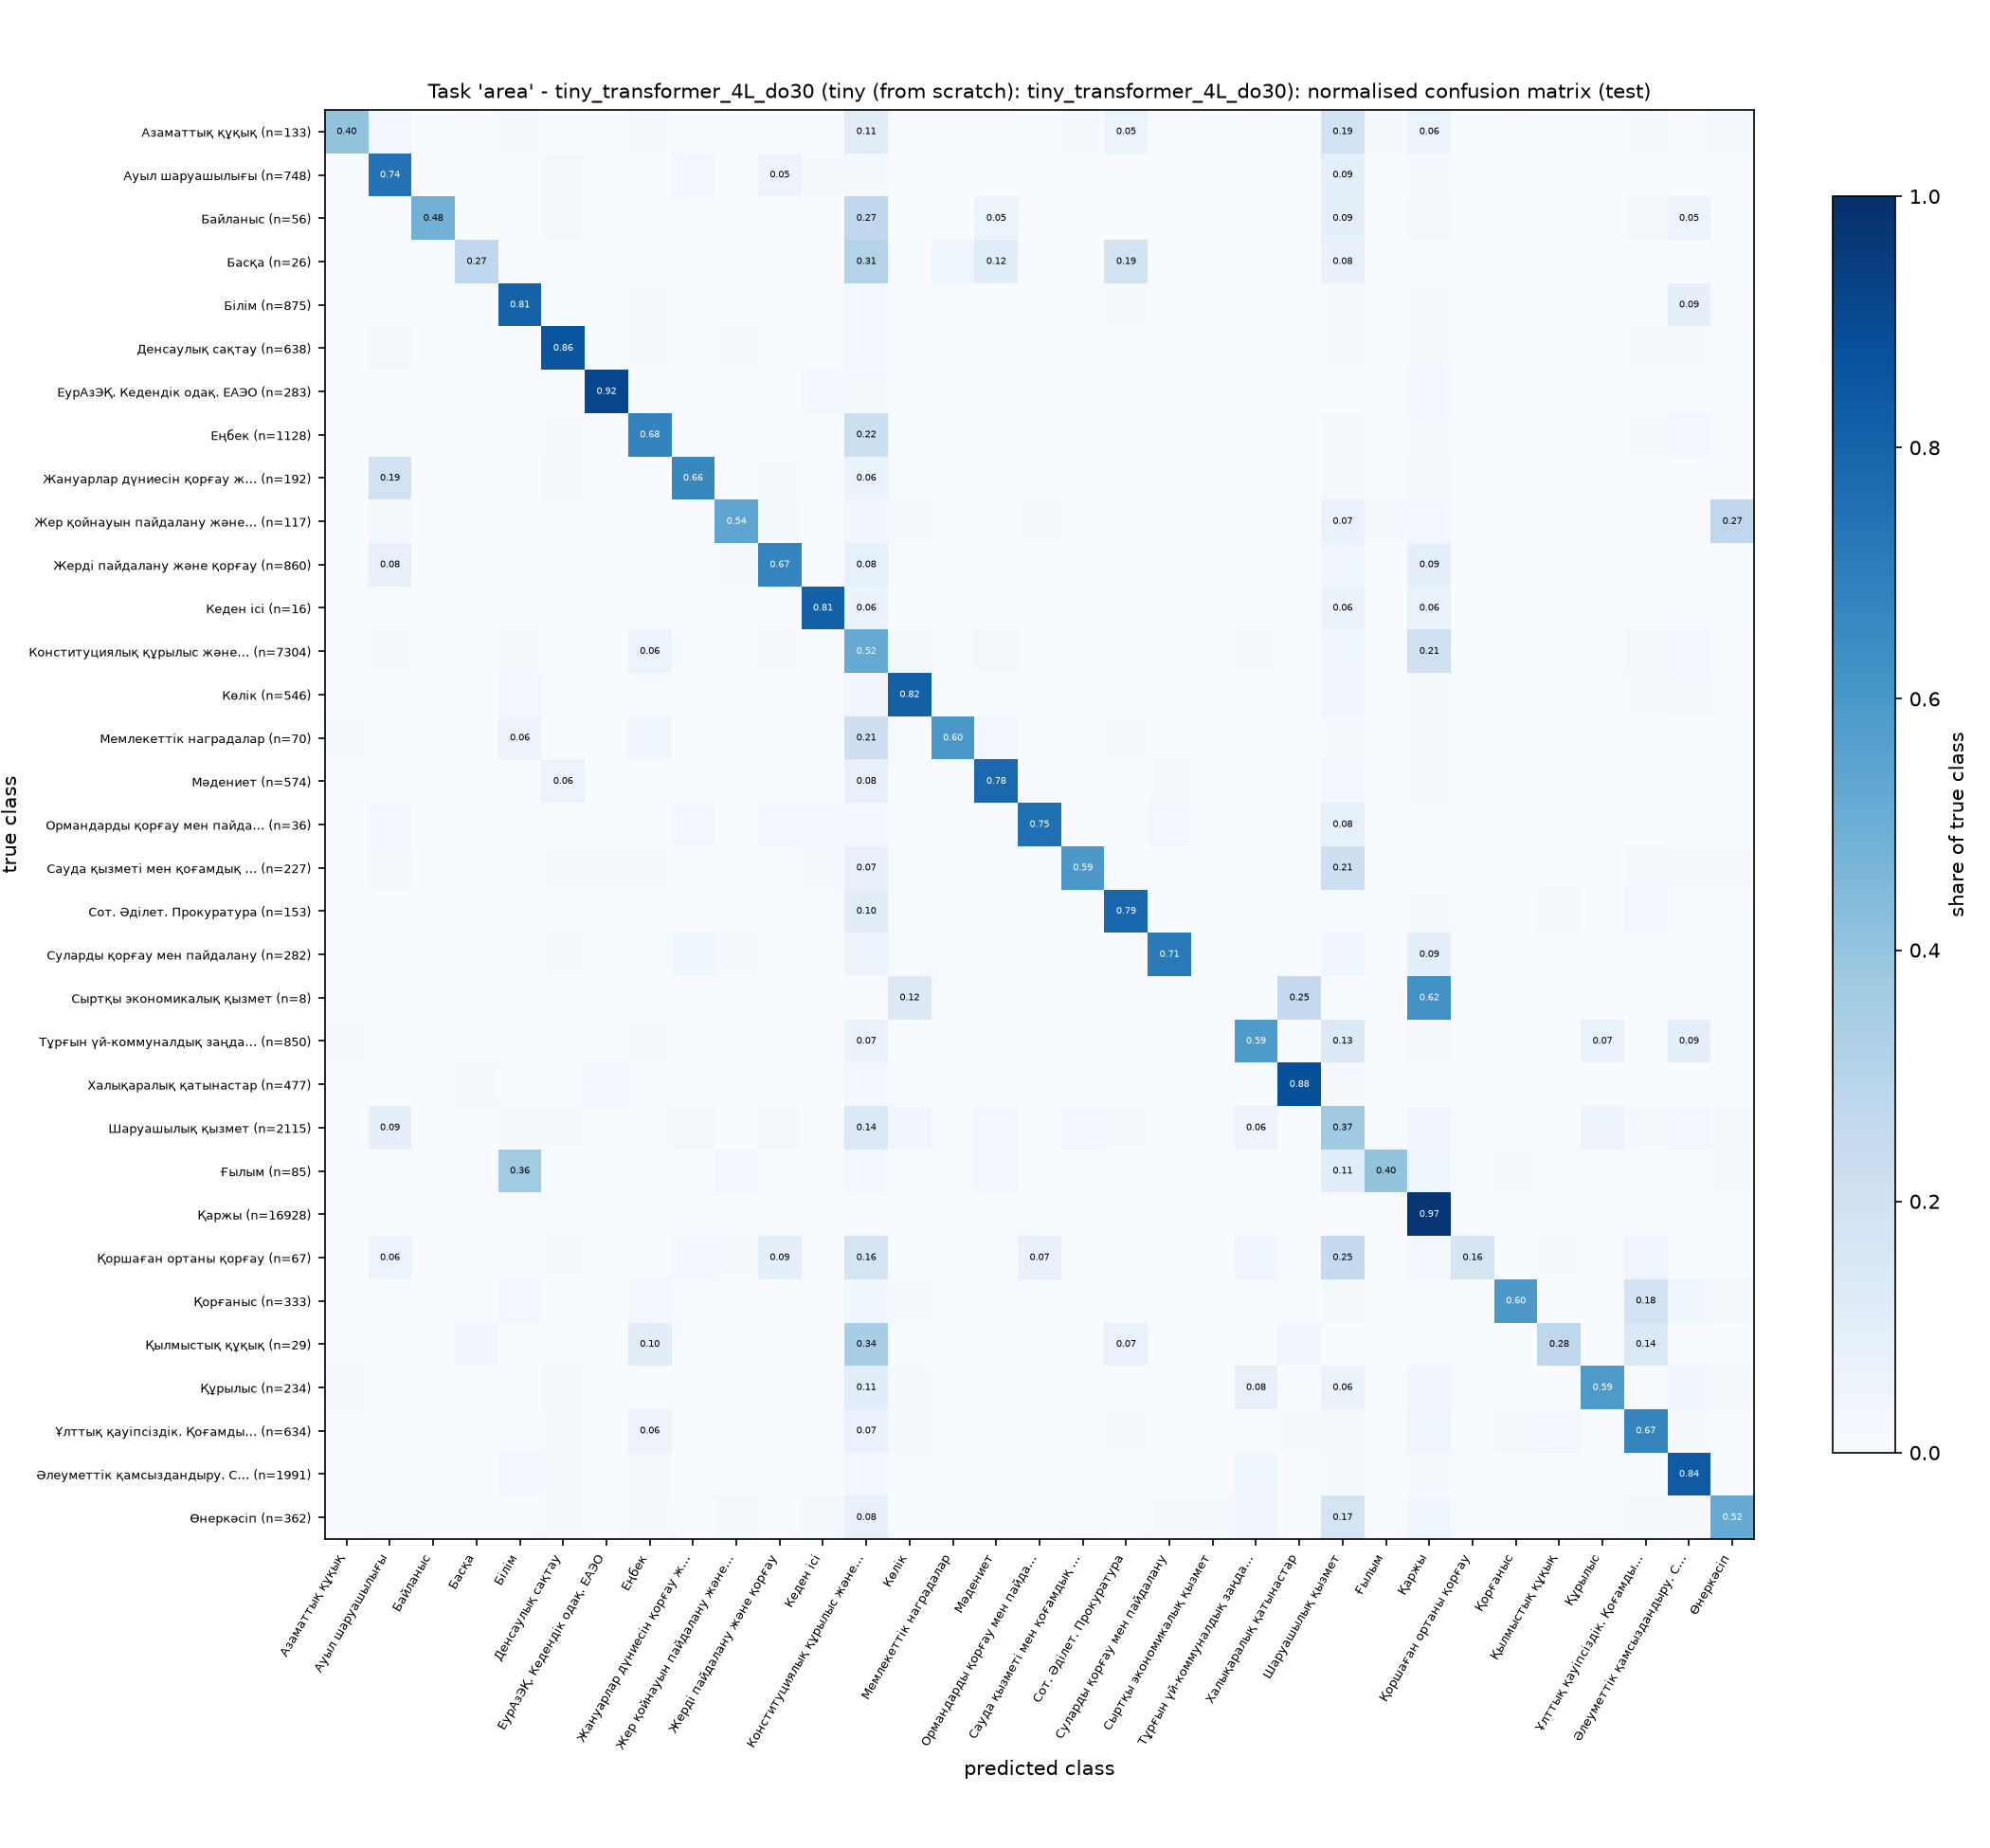 Task 'area' - tiny_transformer_4L_do30 (tiny (from scratch): tiny_transformer_4L_do30): normalised confusion matrix (test)
Азаматтық құқық (n=133) 0.40 0.11 0.05 0.19 0.06
Ауыл шаруашылығы (n=748) 0.74 0.05 0.09
Байланыс (n=56) 0.48 0.27 0.05 0.09 0.05
Басқа (n=26) 0.27 0.31 0.12 0.19 0.08
Білім (n=875) 0.81 0.09
Денсаулық сақтау (n=638) 0.86
ЕурАзЭҚ. Кедендік одақ. ЕАЭО (n=283) 0.92
Еңбек (n=1128) 0.68 0.22
Жануарлар дүниесін қорғау ж... (n=192) 0.19 0.66 0.06
Жер қойнауын пайдалану және... (n=117) 0.54 0.07 0.27
Жерді пайдалану және қорғау (n=860) 0.08 0.67 0.08 0.09
Кеден ісі (n=16) 0.81 0.06 0.06 0.06
Конституциялық құрылыс және... (n=7304) 0.06 0.52 0.21
Көлік (n=546) 0.82
Мемлекеттік наградалар (n=70) 0.06 0.21 0.60
Мәдениет (n=574) 0.06 0.08 0.78
Ормандарды қорғау мен пайда... (n=36) 0.75 0.08
Сауда қызметі мен қоғамдық ... (n=227) 0.07 0.59 0.21
Сот. Әділет. Прокуратура (n=153) 0.10 0.79
Суларды қорғау мен пайдалану (n=282) 0.71 0.09
Сыртқы экономикалық қызмет (n=8) 0.12 0.25 0.62
Тұрғын үй-коммуналдық заңда... (n=850) 0.07 0.59 0.13 0.07 0.09
Халықаралық қатынастар (n=477) 0.88
Шаруашылық қызмет (n=2115) 0.09 0.14 0.06 0.37
Ғылым (n=85) 0.36 0.11 0.40
Қаржы (n=16928) 0.97
Қоршаған ортаны қорғау (n=67) 0.06 0.09 0.16 0.07 0.25 0.16
Қорғаныс (n=333) 0.60 0.18
Қылмыстық құқық (n=29) 0.10 0.34 0.07 0.28 0.14
Құрылыс (n=234) 0.11 0.08 0.06 0.59
Ұлттық қауіпсіздік. Қоғамды... (n=634) 0.06 0.07 0.67
Әлеуметтік қамсыздандыру. С... (n=1991) 0.84
Өнеркәсіп (n=362) 0.08 0.17 0.52
true class
Азаматтық құқық
Ауыл шаруашылығы
Байланыс
Басқа
Білім
Денсаулық сақтау
ЕурАзЭҚ. Кедендік одақ. ЕАЭО
Еңбек
Жануарлар дүниесін қорғау ж...
Жер қойнауын пайдалану және...
Жерді пайдалану және қорғау
Кеден ісі
Конституциялық құрылыс және...
Көлік
Мемлекеттік наградалар
Мәдениет
Ормандарды қорғау мен пайда...
Сауда қызметі мен қоғамдық ...
Сот. Әділет. Прокуратура
Суларды қорғау мен пайдалану
Сыртқы экономикалық қызмет
Тұрғын үй-коммуналдық заңда...
Халықаралық қатынастар
Шаруашылық қызмет
Ғылым
Қаржы
Қоршаған ортаны қорғау
Қорғаныс
Қылмыстық құқық
Құрылыс
Ұлттық қауіпсіздік. Қоғамды...
Әлеуметтік қамсыздандыру. С...
Өнеркәсіп
predicted class
1.0
0.8
0.6
0.4
0.2
0.0
share of true class